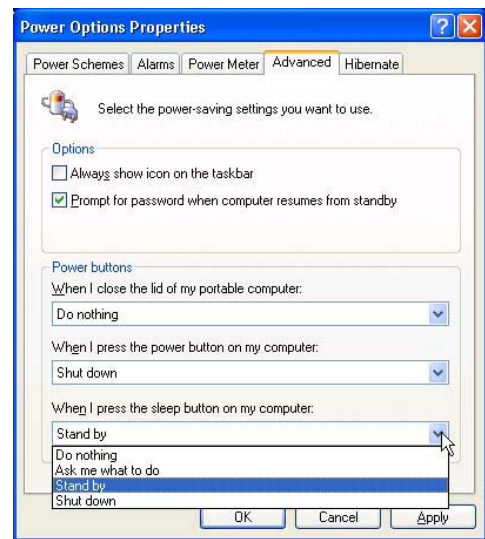 Power Options Properties
Power Schemes Alarms Power Meter Advanced Hibernate
Select the power-saving settings you want to use.
Options
Always show icon on the taskbar
Prompt for password when computer resumes from standby
Power buttons
When I close the lid of my portable computer:
Do nothing
When I press the power button on my computer:
Shut down
When I press the sleep button on my computer:
Stand by
Do nothing
Ask me what to do
Stand by
Shut down
OK Cancel Apply